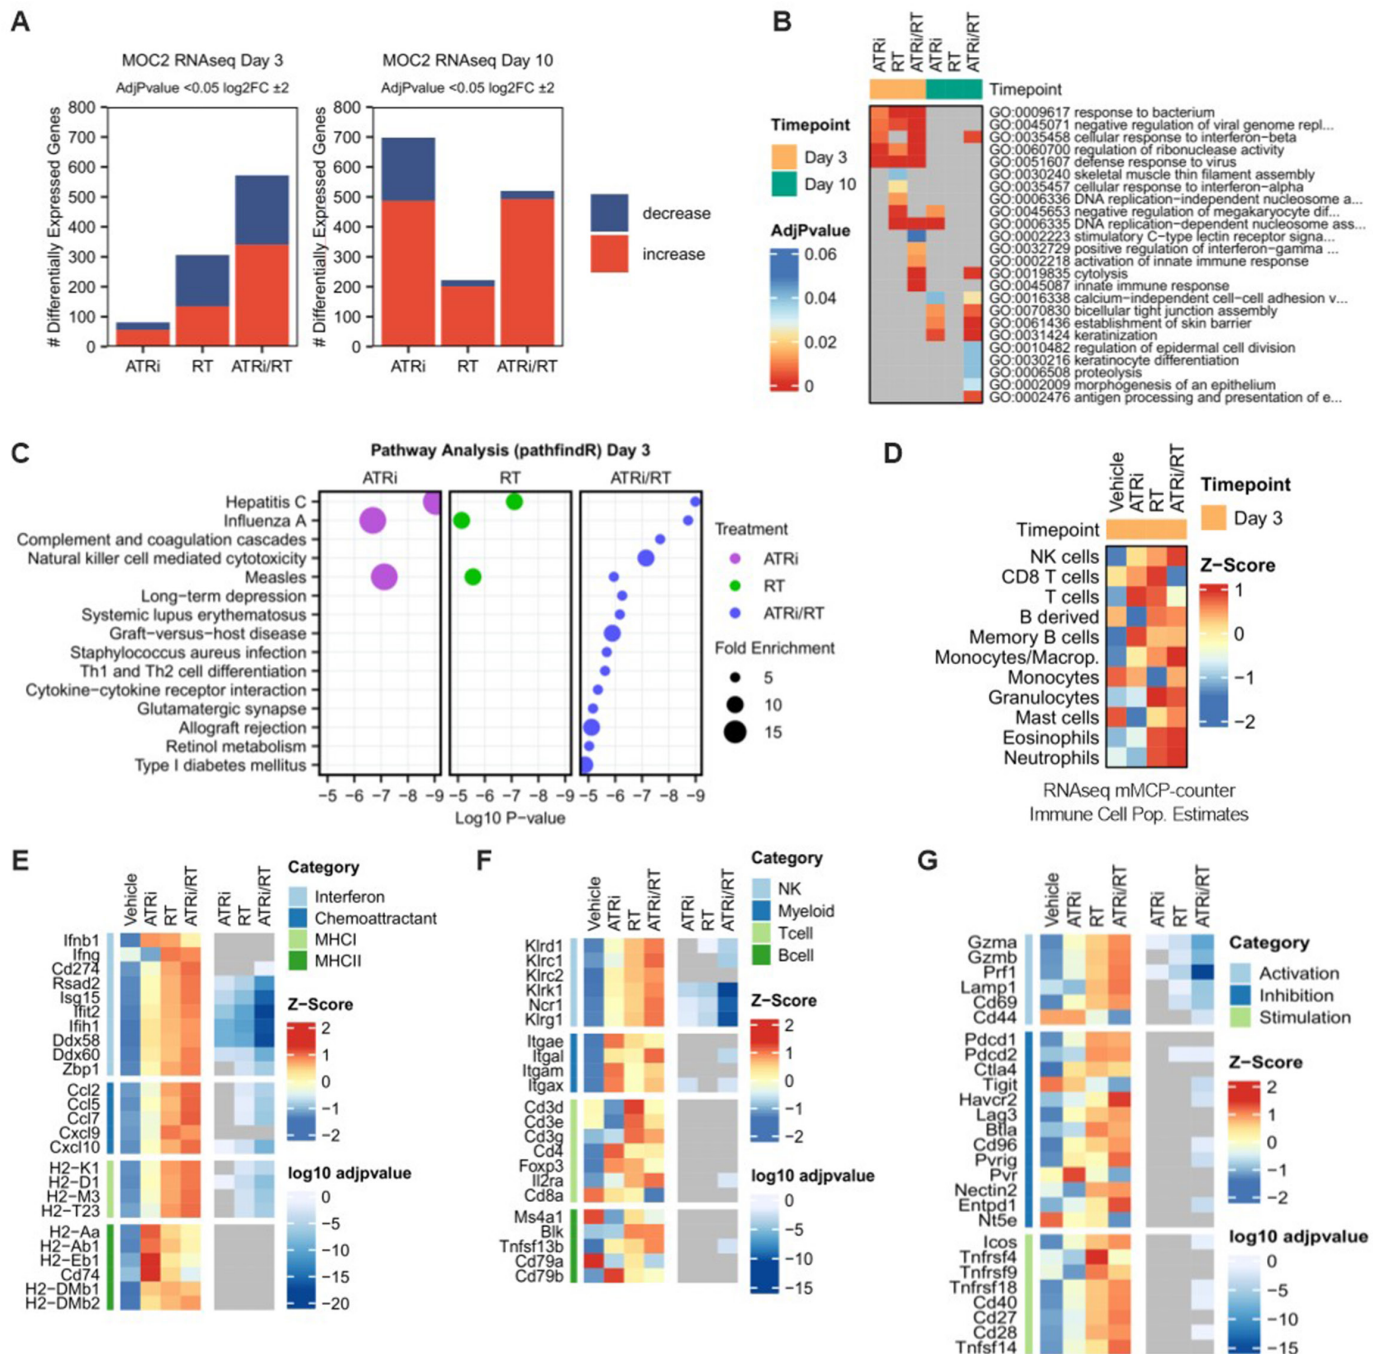 A
MOC2 RNAseq Day 3
AdjPvalue <0.05 log2FC ±2
# Differentially Expressed Genes
800
700
600
500
400
300
200
100
0
ATRi
RT
ATRi/RT
MOC2 RNAseq Day 10
AdjPvalue <0.05 log2FC ±2
# Differentially Expressed Genes
800
700
600
500
400
300
200
100
0
ATRi
RT
ATRi/RT
decrease
increase
B
ATRi
RT
ATRi/RT
ATRi
RT
ATRi/RT
Timepoint
Timepoint
Day 3
Day 10
AdjPvalue
0.06
0.04
0.02
0
GO:0009617 response to bacterium
GO:0045071 negative regulation of viral genome repl...
GO:0035458 cellular response to interferon-beta
GO:0060700 regulation of ribonuclease activity
GO:0051607 defense response to virus
GO:0030240 skeletal muscle thin filament assembly
GO:0035457 cellular response to interferon-alpha
GO:0006336 DNA replication-independent nucleosome a...
GO:0045653 negative regulation of megakaryocyte dif...
GO:0006335 DNA replication-dependent nucleosome ass...
GO:0002223 stimulatory C-type lectin receptor signa...
GO:0032729 positive regulation of interferon-gamma ...
GO:0002218 activation of innate immune response
GO:0019835 cytolysis
GO:0045087 innate immune response
GO:0016338 calcium-independent cell-cell adhesion v...
GO:0070830 bicellular tight junction assembly
GO:0061436 establishment of skin barrier
GO:0031424 keratinization
GO:0010482 regulation of epidermal cell division
GO:0030216 keratinocyte differentiation
GO:0006508 proteolysis
GO:0002009 morphogenesis of an epithelium
GO:0002476 antigen processing and presentation of e...
C
Pathway Analysis (pathfindR) Day 3
ATRi
RT
ATRi/RT
Hepatitis C
Influenza A
Complement and coagulation cascades
Natural killer cell mediated cytotoxicity
Measles
Long−term depression
Systemic lupus erythematosus
Graft−versus−host disease
Staphylococcus aureus infection
Th1 and Th2 cell differentiation
Cytokine−cytokine receptor interaction
Glutamatergic synapse
Allograft rejection
Retinol metabolism
Type I diabetes mellitus
−5 −6 −7 −8 −9
−5 −6 −7 −8 −9
−5 −6 −7 −8 −9
Log10 P−value
Treatment
ATRi
RT
ATRi/RT
Fold Enrichment
5
10
15
D
Vehicle
ATRi
RT
ATRi/RT
Timepoint
NK cells
CD8 T cells
T cells
B derived
Memory B cells
Monocytes/Macrop.
Monocytes
Granulocytes
Mast cells
Eosinophils
Neutrophils
RNAseq mMCP-counter
Immune Cell Pop. Estimates
Timepoint
Day 3
Z−Score
1
0
−1
−2
E
Vehicle
ATRi
RT
ATRi/RT
ATRi
RT
ATRi/RT
Ifnb1
Ifng
Cd274
Rsad2
Isg15
Ifit2
Ifih1
Ddx58
Ddx60
Zbp1
Ccl2
Ccl5
Ccl7
Cxcl9
Cxcl10
H2−K1
H2−D1
H2−M3
H2−T23
H2−Aa
H2−Ab1
H2−Eb1
Cd74
H2−DMb1
H2−DMb2
Category
Interferon
Chemoattractant
MHCI
MHCII
Z−Score
2
1
0
−1
−2
log10 adjpvalue
0
−5
−10
−15
−20
F
Vehicle
ATRi
RT
ATRi/RT
ATRi
RT
ATRi/RT
Klrd1
Klrc1
Klrc2
Klrk1
Ncr1
Klrg1
Itgae
Itgal
Itgam
Itgax
Cd3d
Cd3e
Cd3g
Cd4
Foxp3
Il2ra
Cd8a
Ms4a1
Blk
Tnfsf13b
Cd79a
Cd79b
Category
NK
Myeloid
Tcell
Bcell
Z−Score
2
1
0
−1
−2
log10 adjpvalue
0
−5
−10
−15
G
Vehicle
ATRi
RT
ATRi/RT
ATRi
RT
ATRi/RT
Gzma
Gzmb
Prf1
Lamp1
Cd69
Cd44
Pdcd1
Pdcd2
Ctla4
Tigit
Havcr2
Lag3
Btla
Cd96
Pvrig
Pvr
Nectin2
Entpd1
Nt5e
Icos
Tnfrsf4
Tnfrsf9
Tnfrsf18
Cd40
Cd27
Cd28
Tnfsf14
Category
Activation
Inhibition
Stimulation
Z−Score
2
1
0
−1
−2
log10 adjpvalue
0
−5
−10
−15